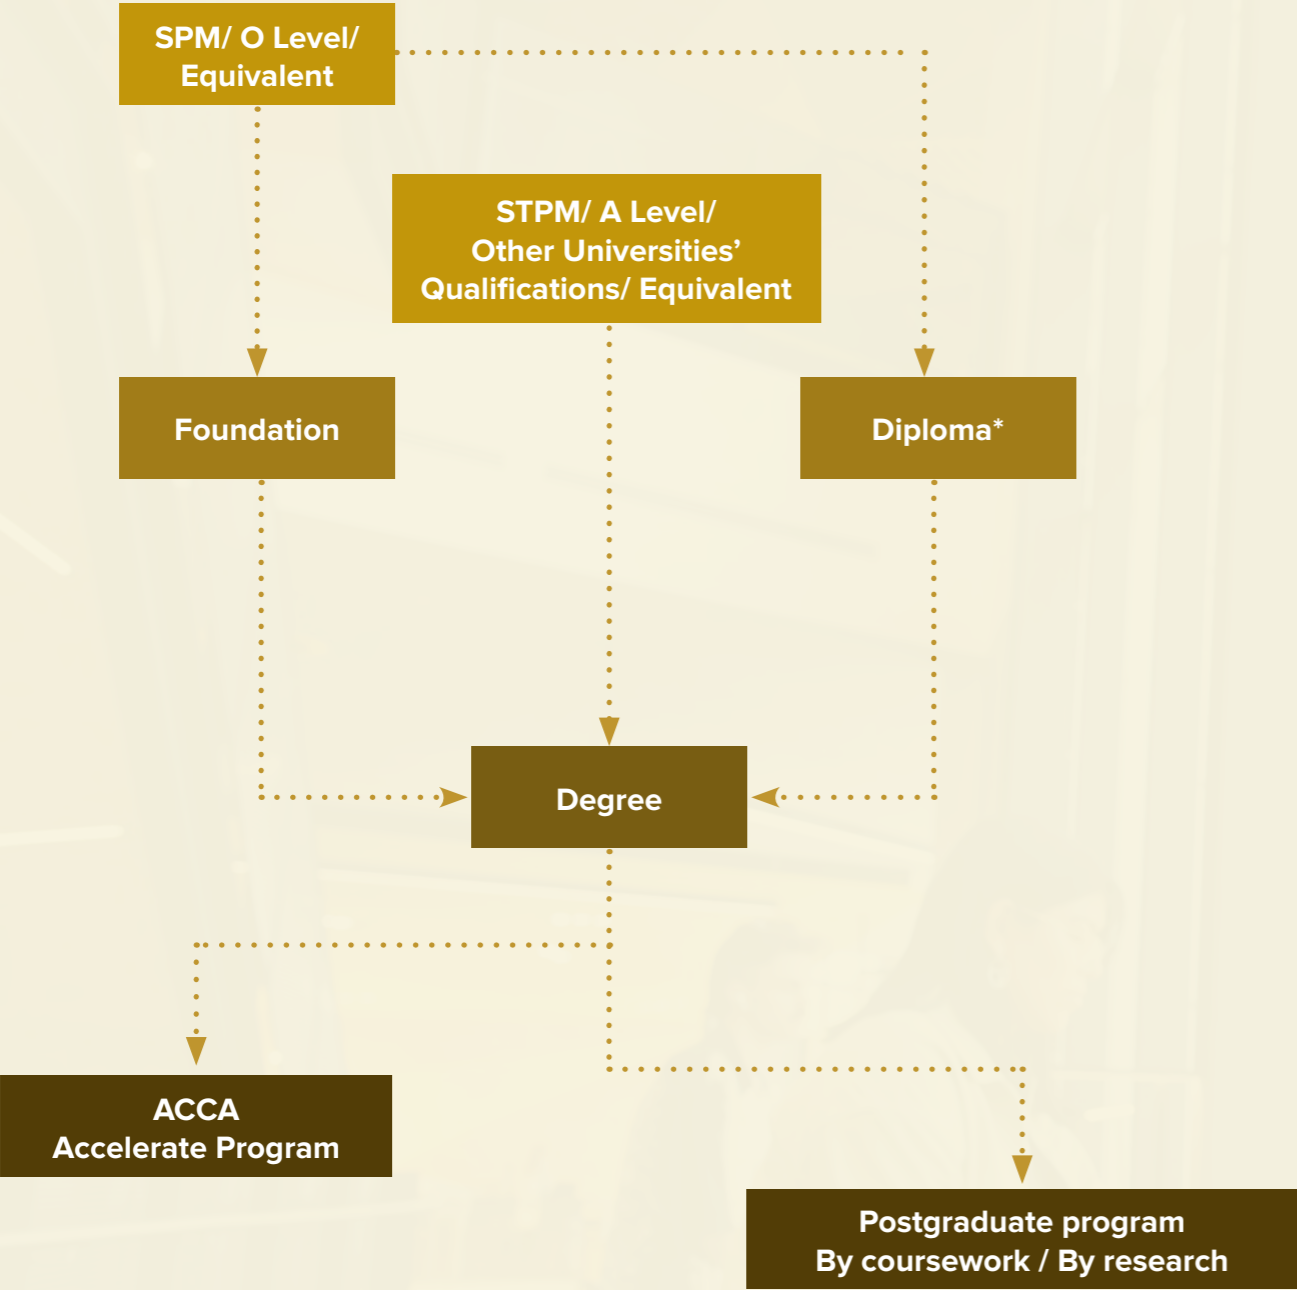 SPM/ O Level/
Equivalent
STPM/ A Level/
Other Universities’
Qualifications/ Equivalent
Foundation
Diploma*
Degree
ACCA
Accelerate Program
Postgraduate program
By coursework / By research